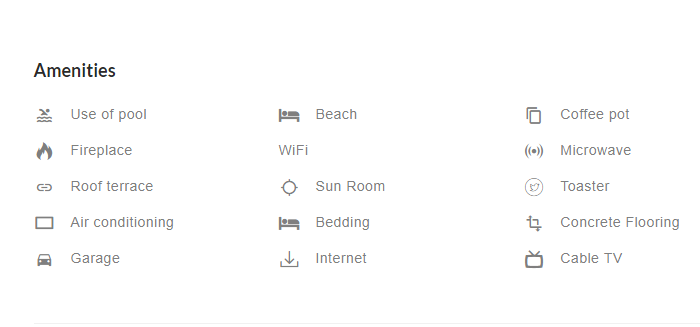 Amenities
Use of pool
Beach
Coffee pot
Fireplace
WiFi
Microwave
Roof terrace
Sun Room
Toaster
Air conditioning
Bedding
Concrete Flooring
Garage
Internet
Cable TV